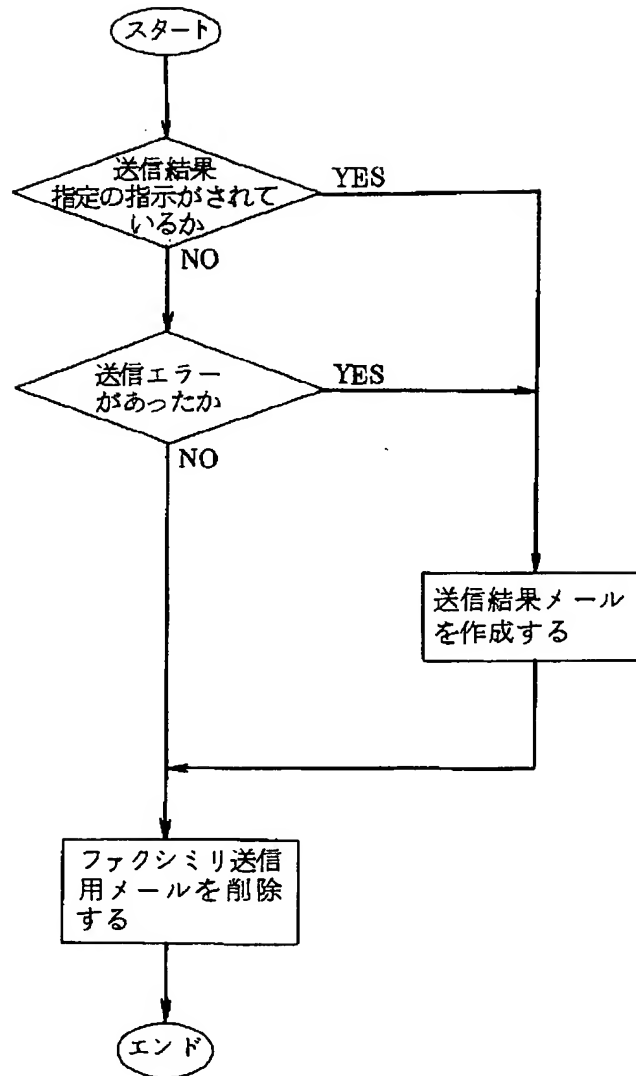 スタート
送信結果
指定の指示がされて
いるか
YES
NO
送信エラー
があったか
YES
NO
送信結果メール
を作成する
ファクシミリ送信
用メールを削除
する
エンド